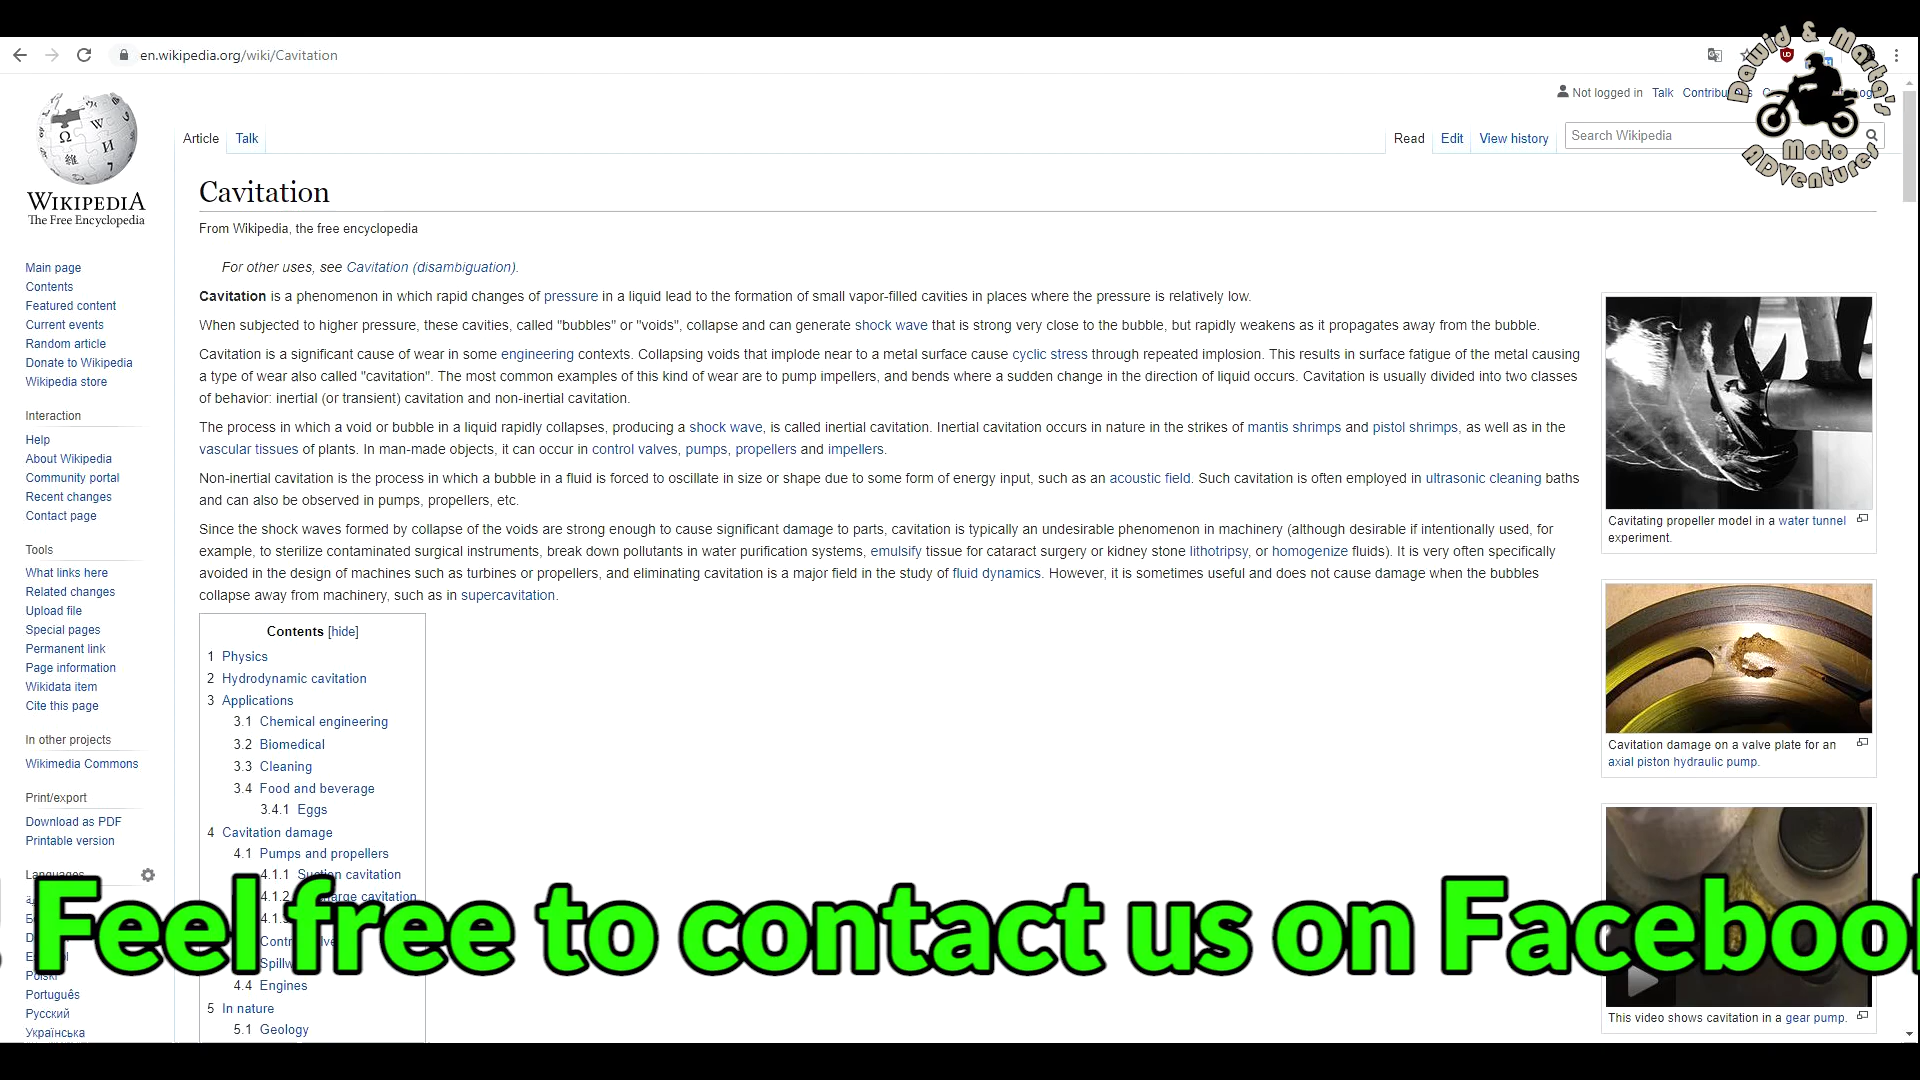 en.wikipedia.org/wiki/Cavitation
Dawid & Marta's
Moto
ADVentures
Not logged in Talk
WIKIPEDIA
The Free Encyclopedia
Article Talk
Read Edit View history
Search Wikipedia
Cavitation
From Wikipedia, the free encyclopedia
For other uses, see Cavitation (disambiguation).
Cavitation is a phenomenon in which rapid changes of pressure in a liquid lead to the formation of small vapor-filled cavities in places where the pressure is relatively low.
When subjected to higher pressure, these cavities, called "bubbles" or "voids", collapse and can generate shock wave that is strong very close to the bubble, but rapidly weakens as it propagates away from the bubble.
Cavitation is a significant cause of wear in some engineering contexts. Collapsing voids that implode near to a metal surface cause cyclic stress through repeated implosion. This results in surface fatigue of the metal causing
a type of wear also called "cavitation". The most common examples of this kind of wear are to pump impellers, and bends where a sudden change in the direction of liquid occurs. Cavitation is usually divided into two classes
of behavior: inertial (or transient) cavitation and non-inertial cavitation.
The process in which a void or bubble in a liquid rapidly collapses, producing a shock wave, is called inertial cavitation. Inertial cavitation occurs in nature in the strikes of mantis shrimps and pistol shrimps, as well as in the
vascular tissues of plants. In man-made objects, it can occur in control valves, pumps, propellers and impellers.
Non-inertial cavitation is the process in which a bubble in a fluid is forced to oscillate in size or shape due to some form of energy input, such as an acoustic field. Such cavitation is often employed in ultrasonic cleaning baths
and can also be observed in pumps, propellers, etc.
Since the shock waves formed by collapse of the voids are strong enough to cause significant damage to parts, cavitation is typically an undesirable phenomenon in machinery (although desirable if intentionally used, for
example, to sterilize contaminated surgical instruments, break down pollutants in water purification systems, emulsify tissue for cataract surgery or kidney stone lithotripsy, or homogenize fluids). It is very often specifically
avoided in the design of machines such as turbines or propellers, and eliminating cavitation is a major field in the study of fluid dynamics. However, it is sometimes useful and does not cause damage when the bubbles
collapse away from machinery, such as in supercavitation.
Main page
Contents
Featured content
Current events
Random article
Donate to Wikipedia
Wikipedia store
Interaction
Help
About Wikipedia
Community portal
Recent changes
Contact page
Tools
What links here
Related changes
Upload file
Special pages
Permanent link
Page information
Wikidata item
Cite this page
In other projects
Wikimedia Commons
Print/export
Download as PDF
Printable version
Languages
Polski
Português
Русский
Українська
Contents [hide]
1 Physics
2 Hydrodynamic cavitation
3 Applications
3.1 Chemical engineering
3.2 Biomedical
3.3 Cleaning
3.4 Food and beverage
3.4.1 Eggs
4 Cavitation damage
4.1 Pumps and propellers
4.1.1 Suction cavitation
4.1.2 cavitation
4.4 Engines
5 In nature
5.1 Geology
Cavitating propeller model in a water tunnel
experiment.
Cavitation damage on a valve plate for an
axial piston hydraulic pump.
This video shows cavitation in a gear pump.
Feel free to contact us on Facebook